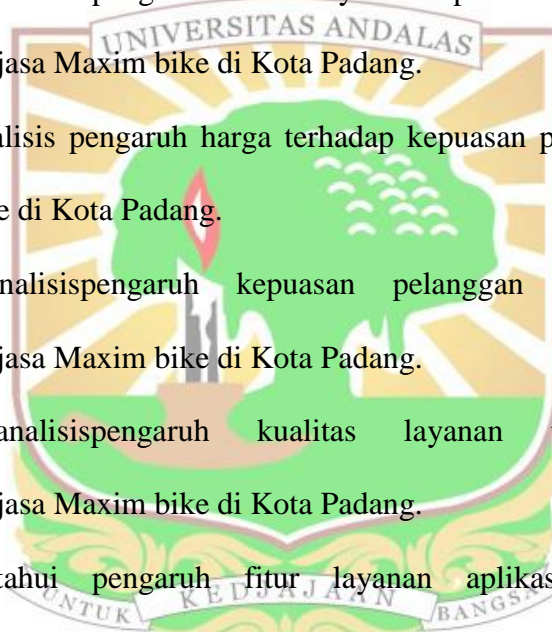 UNIVERSITAS ANDALAS
jasa Maxim bike di Kota Padang.
alisis pengaruh harga terhadap kepuasan p
e di Kota Padang.
nalisispengaruh kepuasan pelanggan
jasa Maxim bike di Kota Padang.
analisispengaruh kualitas layanan
jasa Maxim bike di Kota Padang.
tahui pengaruh fitur layanan aplikas
UNTUK KEDJAJAAN BANGSA